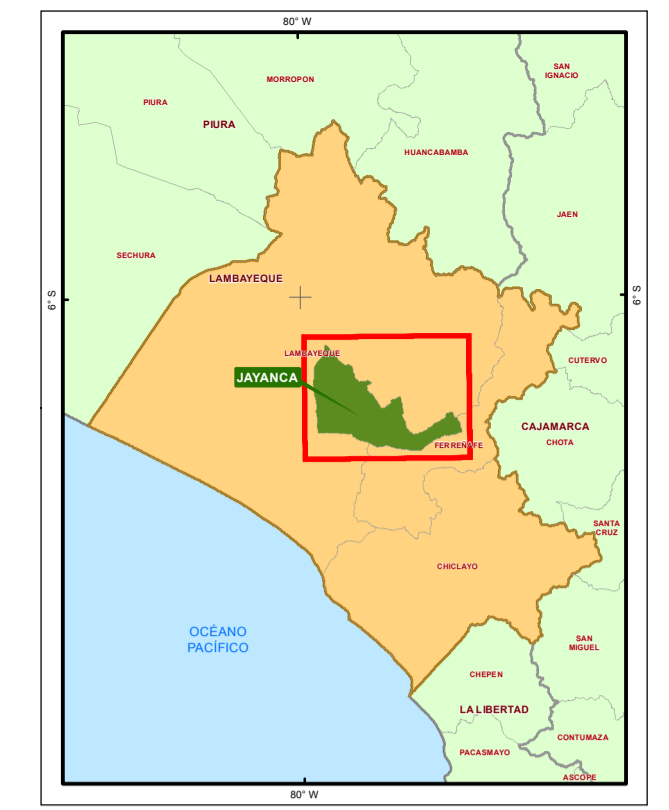 80° W
SAN
IGNACIO
MORROPON
PIURA
PIURA
HUANCABAMBA
JAEN
SECHURA
LAMBAYEQUE
6° S
6° S
LAMBAYEQUE
CUTERVO
JAYANCA
CAJAMARCA
CHOTA
FERREÑAFE
SANTA
CRUZ
CHICLAYO
OCÉANO
PACÍFICO
SAN
MIGUEL
CHEPEN
LA LIBERTAD
CONTUMAZA
PACASMAYO
ASCOPE
80° W